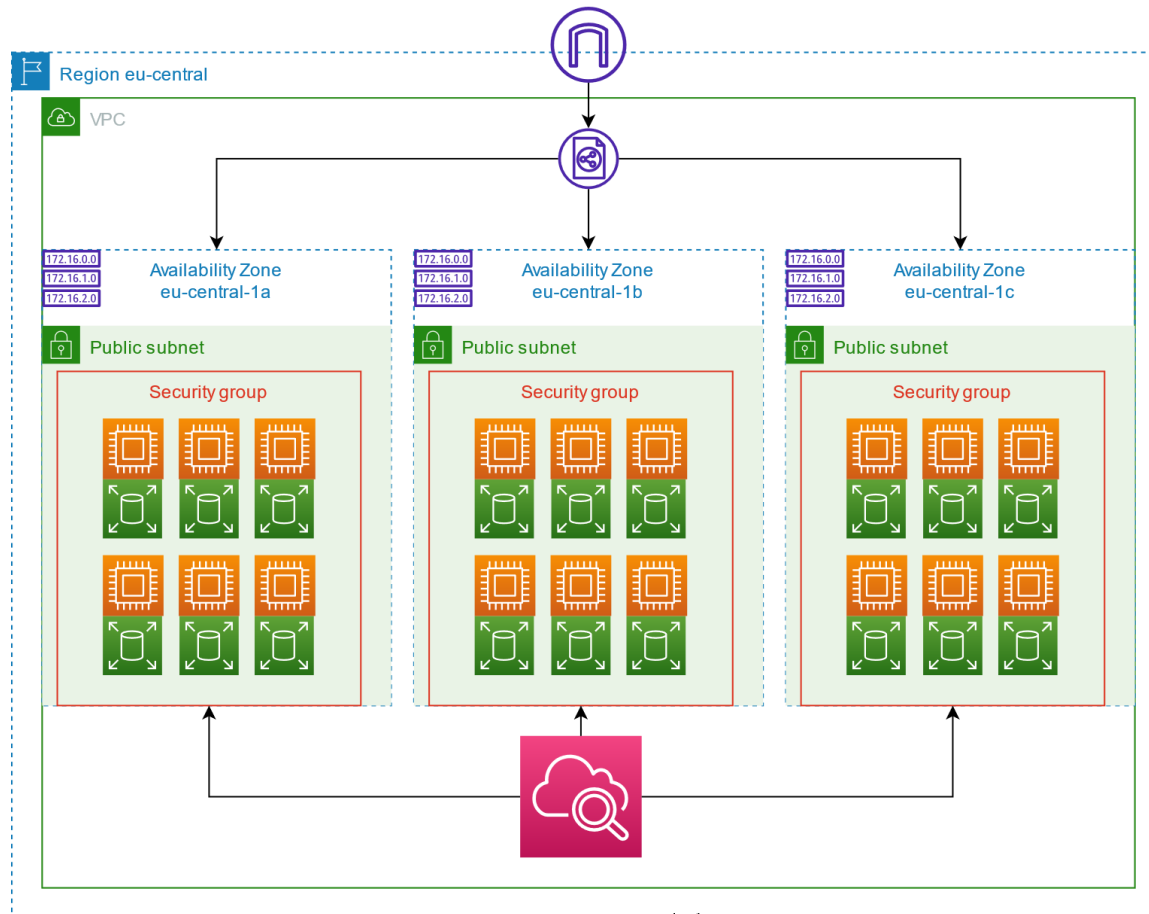 Region eu-central
VPC
172.16.0.0
172.16.1.0
172.16.2.0
Availability Zone
eu-central-1a
Public subnet
Security group
172.16.0.0
172.16.1.0
172.16.2.0
Availability Zone
eu-central-1b
Public subnet
Security group
172.16.0.0
172.16.1.0
172.16.2.0
Availability Zone
eu-central-1c
Public subnet
Security group